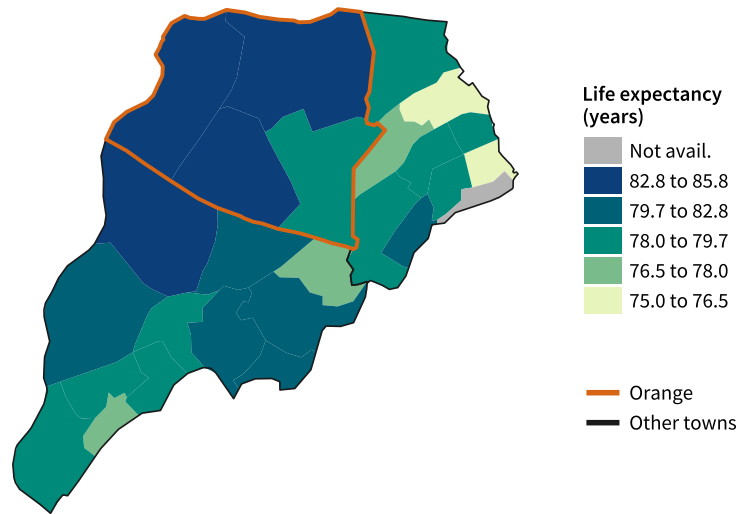 Life expectancy
(years)
Not avail.
82.8 to 85.8
79.7 to 82.8
78.0 to 79.7
76.5 to 78.0
75.0 to 76.5
Orange
Other towns